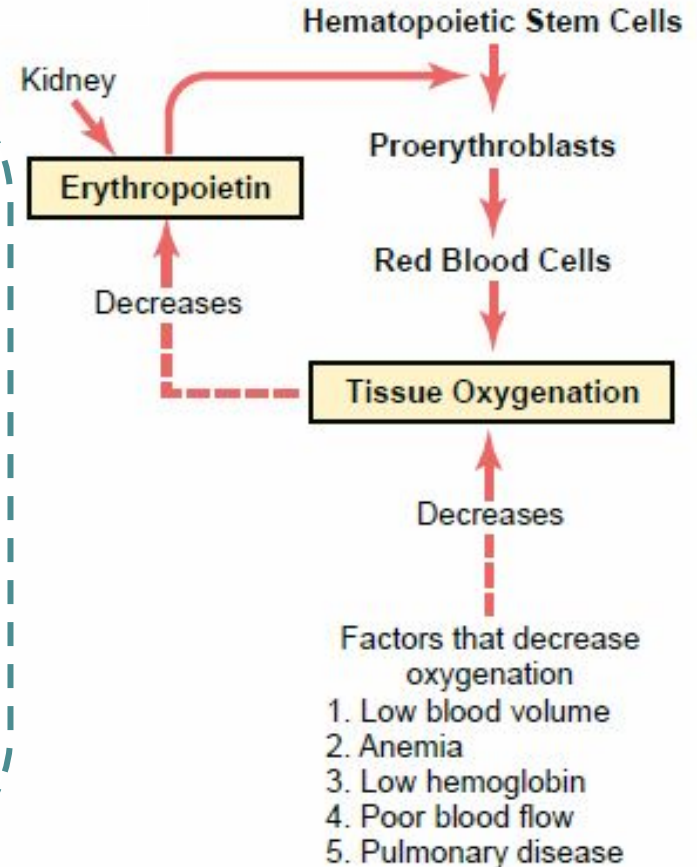 Hematopoietic Stem Cells
Kidney
Proerythroblasts
Erythropoietin
Red Blood Cells
Decreases
Tissue Oxygenation
Decreases
Factors that decrease
oxygenation
1. Low blood volume
2. Anemia
3. Low hemoglobin
4. Poor blood flow
5. Pulmonary disease